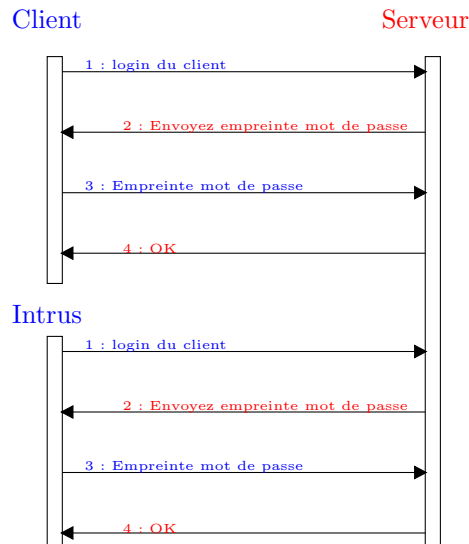 Client Serveur
1 : login du client
2 : Envoyez empreinte mot de passe
3 : Empreinte mot de passe
4 : OK
Intrus
1 : login du client
2 : Envoyez empreinte mot de passe
3 : Empreinte mot de passe
4 : OK